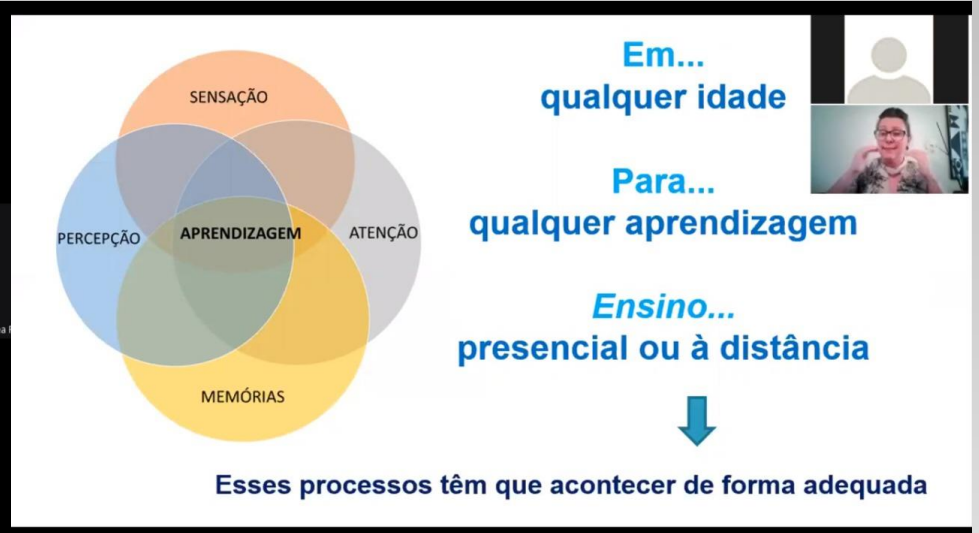 SENSAÇÃO
PERCEPÇÃO
APRENDIZAGEM
ATENÇÃO
MEMÓRIAS
Em...
qualquer idade
Para...
qualquer aprendizagem
Ensino...
presencial ou à distância
Esses processos têm que acontecer de forma adequada